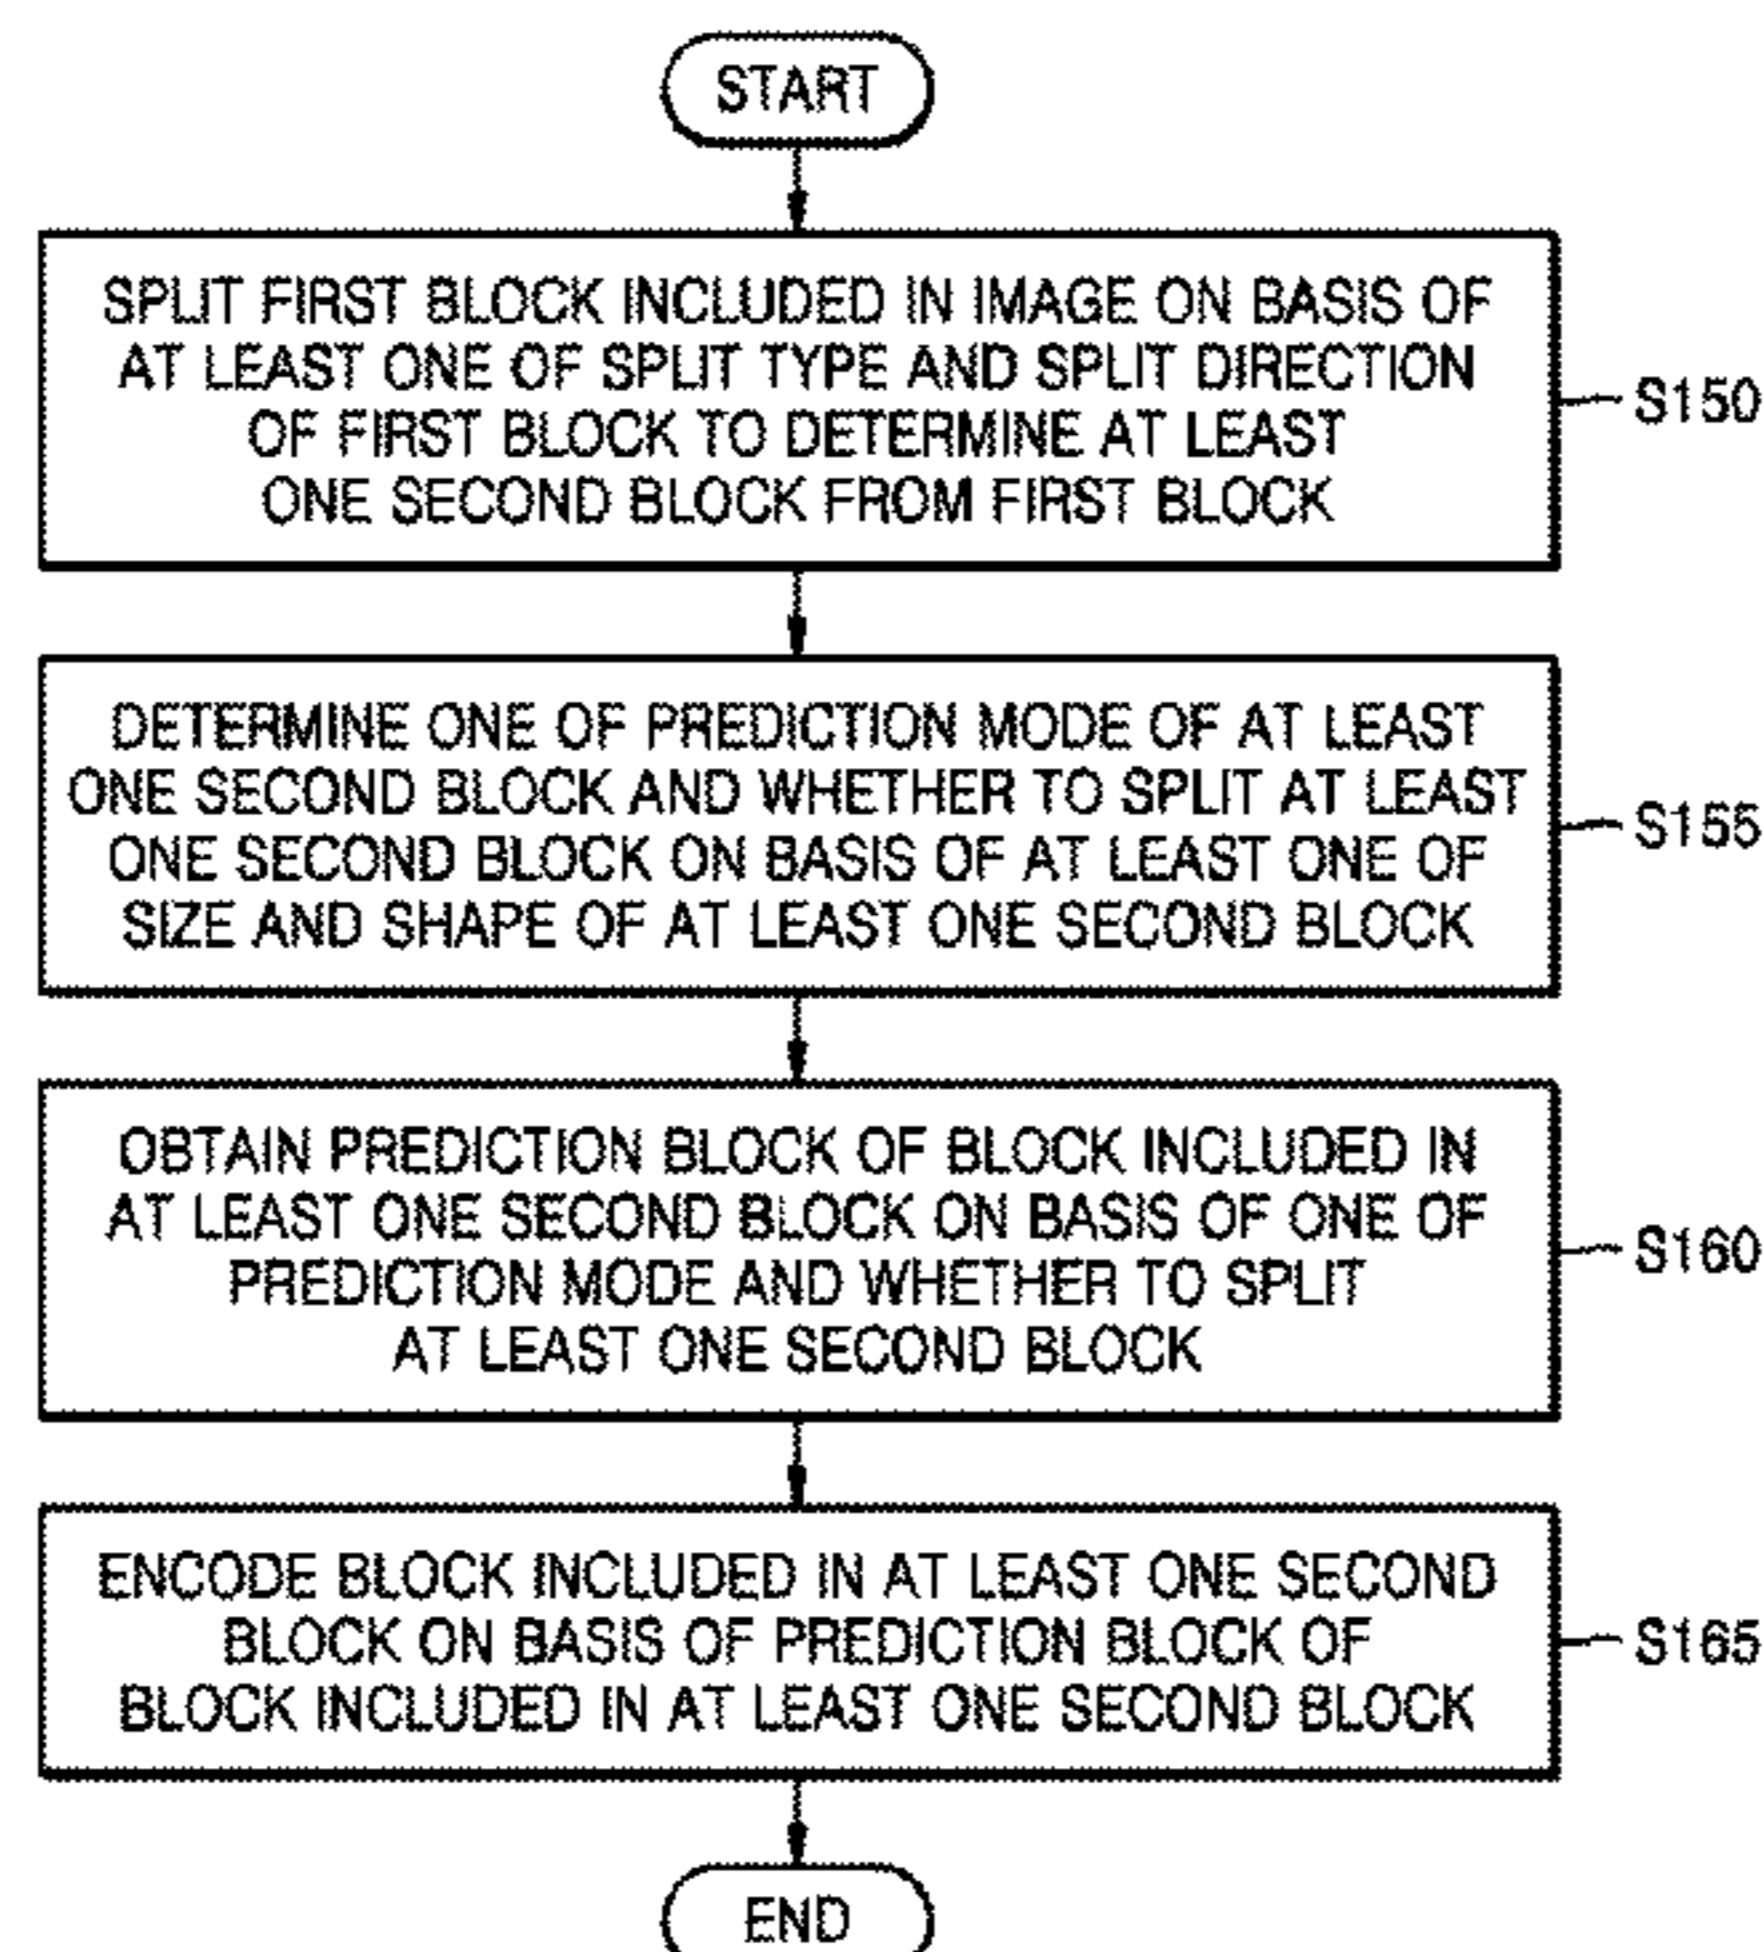 START
SPLIT FIRST BLOCK INCLUDED IN IMAGE ON BASIS OF
AT LEAST ONE OF SPLIT TYPE AND SPLIT DIRECTION
OF FIRST BLOCK TO DETERMINE AT LEAST
ONE SECOND BLOCK FROM FIRST BLOCK
S150
DETERMINE ONE OF PREDICTION MODE OF AT LEAST
ONE SECOND BLOCK AND WHETHER TO SPLIT AT LEAST
ONE SECOND BLOCK ON BASIS OF AT LEAST ONE OF
SIZE AND SHAPE OF AT LEAST ONE SECOND BLOCK
S155
OBTAIN PREDICTION BLOCK OF BLOCK INCLUDED IN
AT LEAST ONE SECOND BLOCK ON BASIS OF ONE OF
PREDICTION MODE AND WHETHER TO SPLIT
AT LEAST ONE SECOND BLOCK
S160
ENCODE BLOCK INCLUDED IN AT LEAST ONE SECOND
BLOCK ON BASIS OF PREDICTION BLOCK OF
BLOCK INCLUDED IN AT LEAST ONE SECOND BLOCK
S165
END